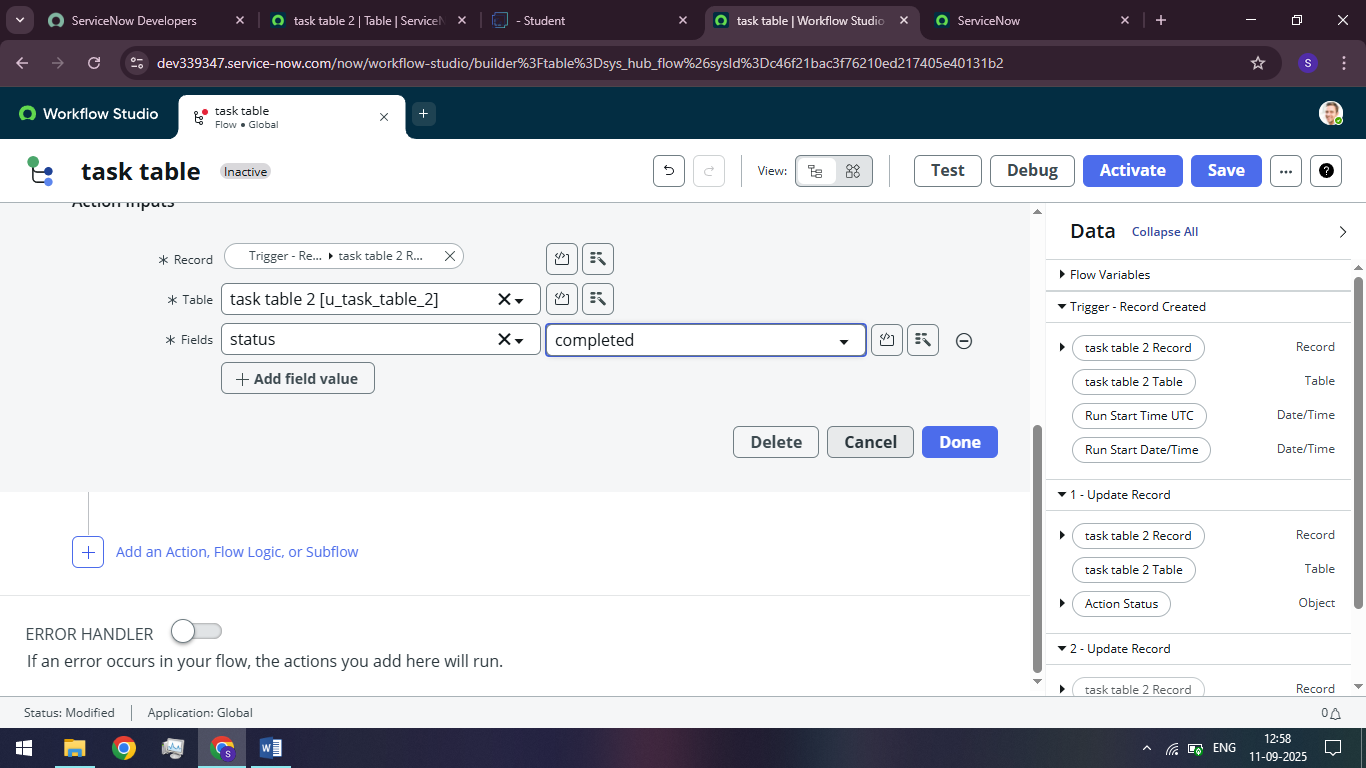 ServiceNow Developers
task table 2 | Table | ServiceN
- Student
task table | Workflow Studio
ServiceNow
dev339347.service-now.com/now/workflow-studio/builder%3Ftable%3Dsys_hub_flow%26sysId%3Dc46f21bac3f76210ed217405e40131b2
S
Workflow Studio
task table
Flow • Global
task table
Inactive
View:
Test
Debug
Activate
Save
...
?
Action Inputs
* Record
Trigger - Re... ▸ task table 2 R...
* Table
task table 2 [u_task_table_2]
* Fields
status
completed
+ Add field value
Delete
Cancel
Done
Add an Action, Flow Logic, or Subflow
ERROR HANDLER
If an error occurs in your flow, the actions you add here will run.
Data
Collapse All
Flow Variables
Trigger - Record Created
task table 2 Record
Record
task table 2 Table
Table
Run Start Time UTC
Date/Time
Run Start Date/Time
Date/Time
1 - Update Record
task table 2 Record
Record
task table 2 Table
Table
Action Status
Object
2 - Update Record
task table 2 Record
Record
Status: Modified
Application: Global
0
S
W
ENG
12:58
11-09-2025